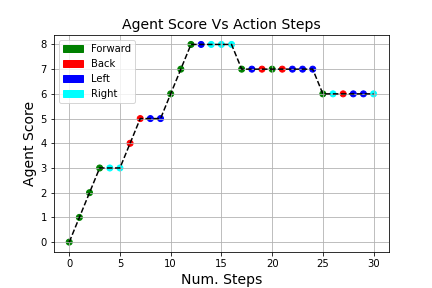 Agent Score Vs Action Steps
Agent Score
8
7
6
5
4
3
2
1
0
Forward
Back
Left
Right
0 5 10 15 20 25 30
Num. Steps